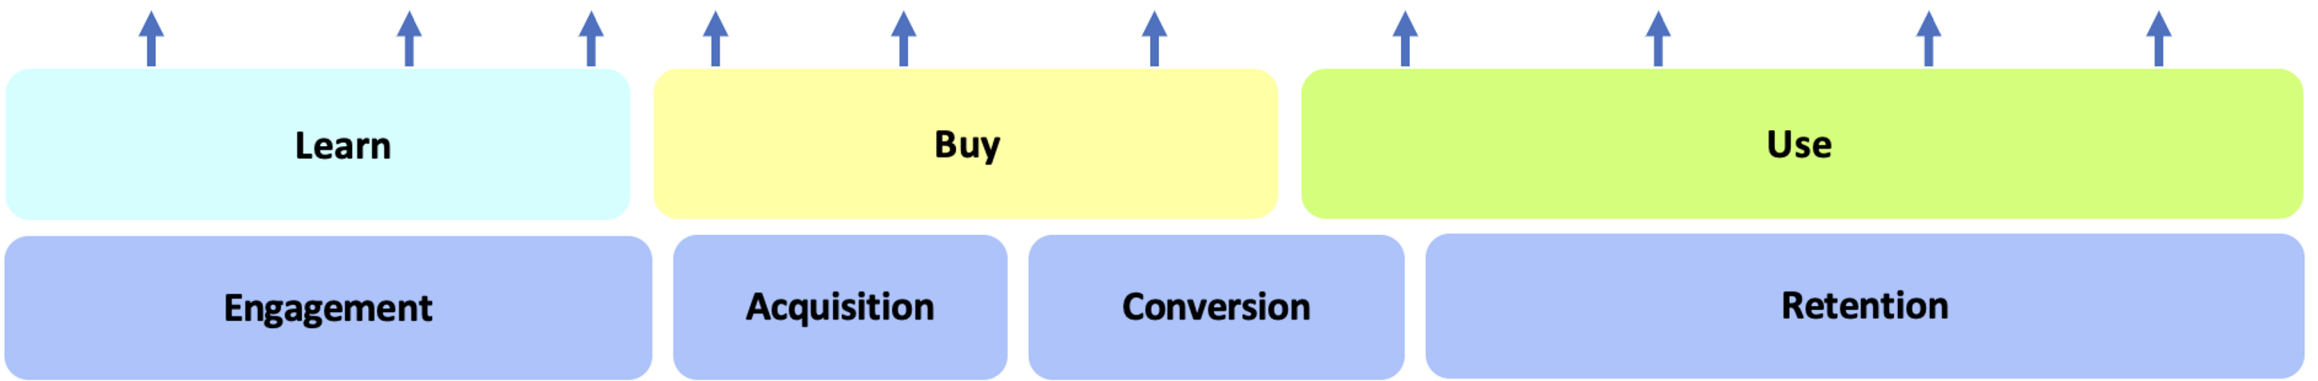 Learn Buy Use
Engagement Acquisition Conversion Retention